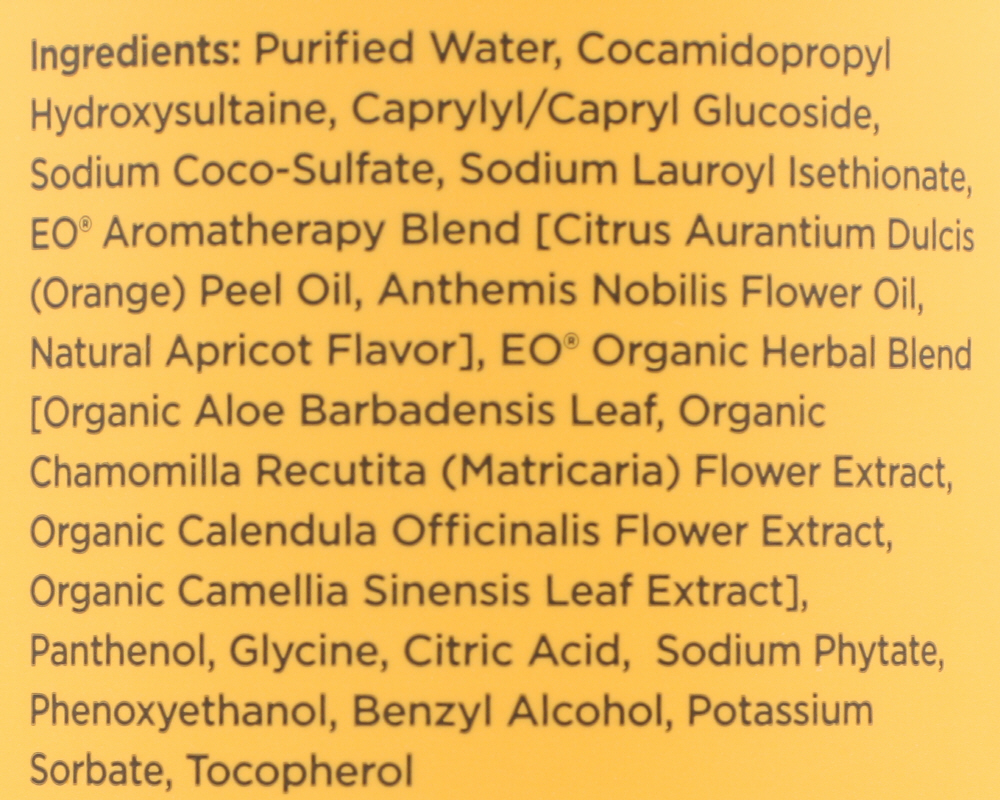 Ingredients: Purified Water, Cocamidopropyl
Hydroxysultaine, Caprylyl/Capryl Glucoside,
Sodium Coco-Sulfate, Sodium Lauroyl Isethionate,
EO® Aromatherapy Blend [Citrus Aurantium Dulcis
(Orange) Peel Oil, Anthemis Nobilis Flower Oil,
Natural Apricot Flavor], EO® Organic Herbal Blend
[Organic Aloe Barbadensis Leaf, Organic
Chamomilla Recutita (Matricaria) Flower Extract,
Organic Calendula Officinalis Flower Extract,
Organic Camellia Sinensis Leaf Extract],
Panthenol, Glycine, Citric Acid,  Sodium Phytate,
Phenoxyethanol, Benzyl Alcohol, Potassium
Sorbate, Tocopherol